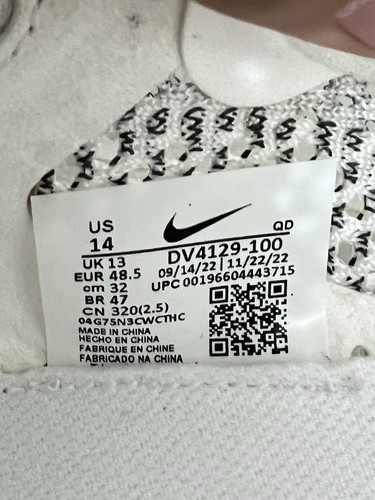 US
14
QD
UK 13
DV4129-100
EUR 48.5
09/14/22 | 11/22/22
cm 32
UPC 00196604443715
BR 47
CN 320(2.5)
04G75N3CWCTHC
MADE IN CHINA
HECHO EN CHINA
FABRIQUE EN CHINE
FABRICADO NA CHINA